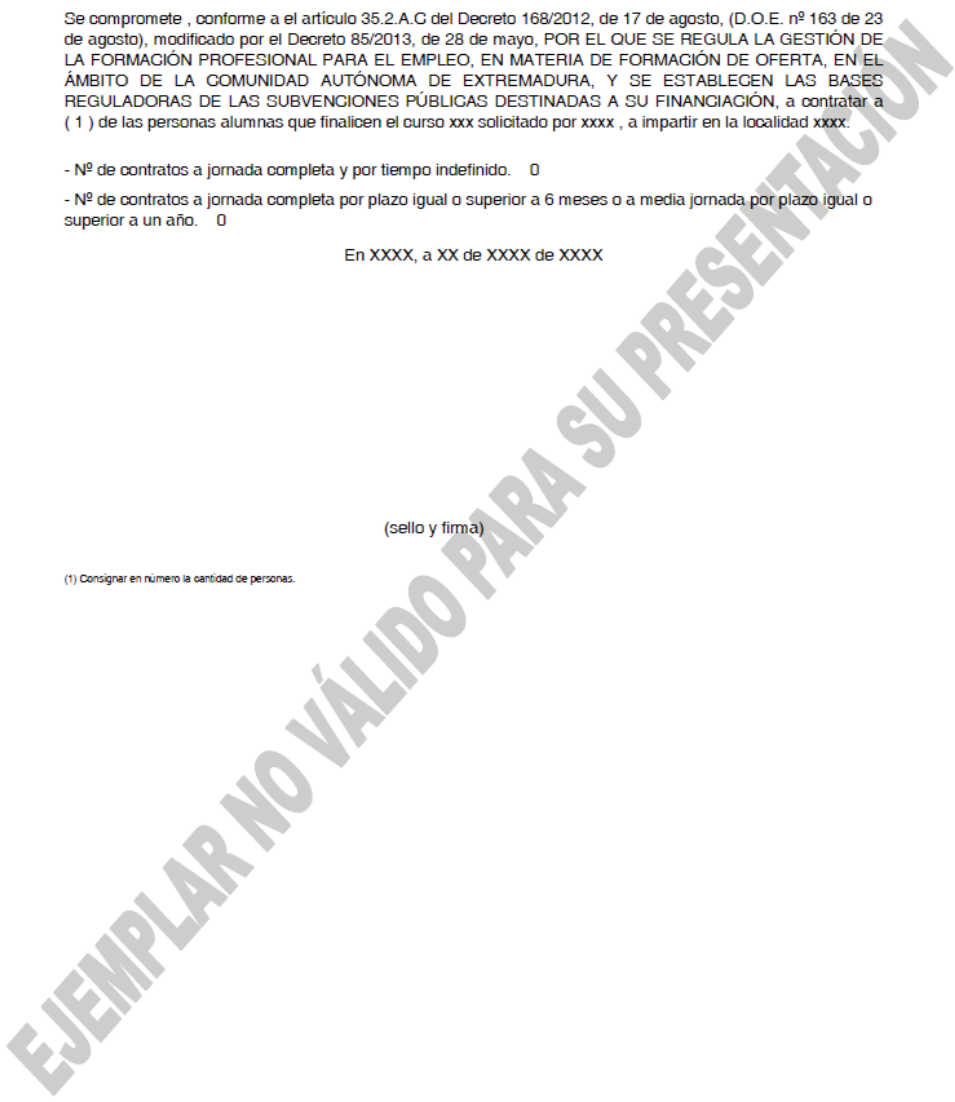 Se compromete , conforme a el artículo 35.2.A.C del Decreto 168/2012, de 17 de agosto, (D.O.E. nº 163 de 23
de agosto), modificado por el Decreto 85/2013, de 28 de mayo, POR EL QUE SE REGULA LA GESTIÓN DE
LA FORMACIÓN PROFESIONAL PARA EL EMPLEO, EN MATERIA DE FORMACIÓN DE OFERTA, EN EL
ÁMBITO DE LA COMUNIDAD AUTÓNOMA DE EXTREMADURA, Y SE ESTABLECEN LAS BASES
REGULADORAS DE LAS SUBVENCIONES PÚBLICAS DESTINADAS A SU FINANCIACIÓN, a contratar a
( 1 ) de las personas alumnas que finalicen el curso xxx solicitado por xxxx , a impartir en la localidad xxxx.
- Nº de contratos a jornada completa y por tiempo indefinido. 0
- Nº de contratos a jornada completa por plazo igual o superior a 6 meses o a media jornada por plazo igual o
superior a un año. 0
En XXXX, a XX de XXXX de XXXX
(sello y firma)
(1) Consignar en número la cantidad de personas.
EJEMPLAR NO VÁLIDO PARA SU PRESENTACIÓN